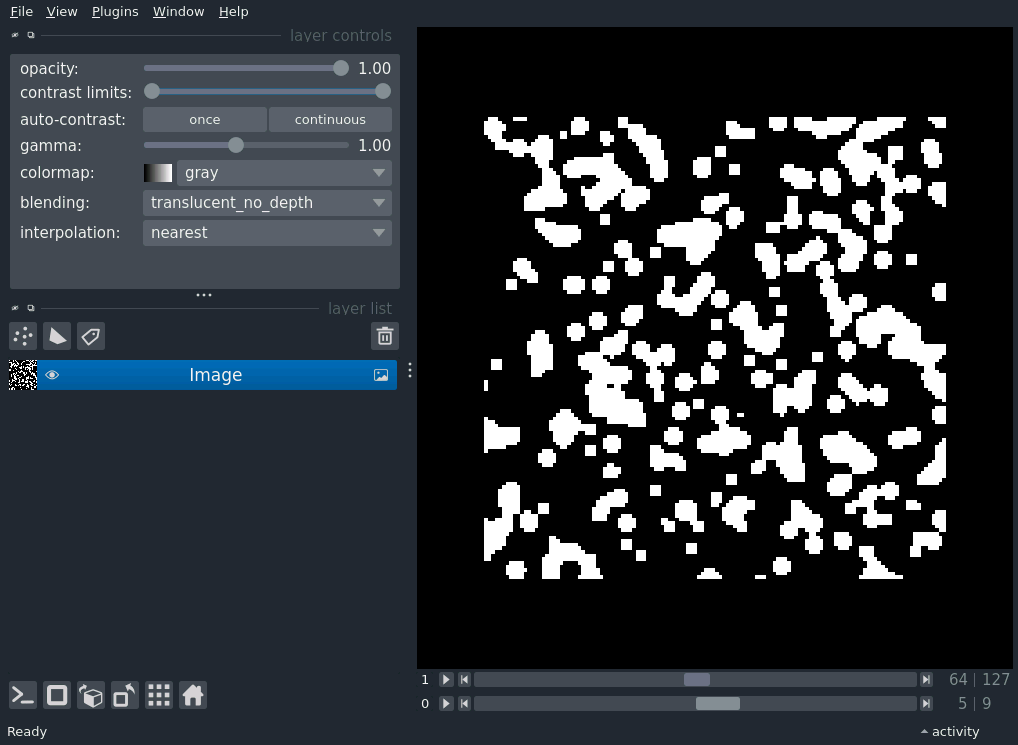 File View Plugins Window Help
layer controls
opacity: 1.00
contrast limits:
auto-contrast: once continuous
gamma: 1.00
colormap: gray
blending: translucent_no_depth
interpolation: nearest
layer list
Image
1 64 | 127
0 5 | 9
Ready activity